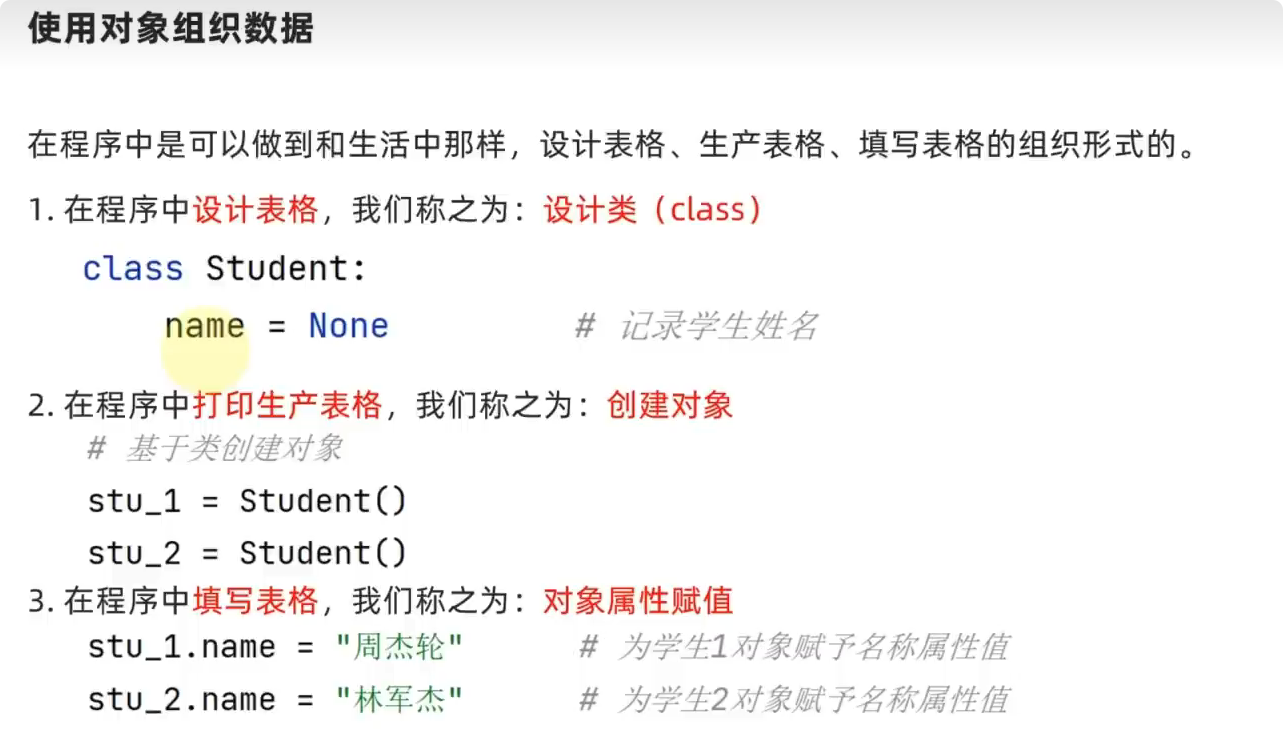 使用对象组织数据
在程序中是可以做到和生活中那样，设计表格、生产表格、填写表格的组织形式的。
1. 在程序中设计表格，我们称之为：设计类（class）
class Student:
name = None # 记录学生姓名
2. 在程序中打印生产表格，我们称之为：创建对象
# 基于类创建对象
stu_1 = Student()
stu_2 = Student()
3. 在程序中填写表格，我们称之为：对象属性赋值
stu_1.name = "周杰轮" # 为学生1对象赋予名称属性值
stu_2.name = "林军杰" # 为学生2对象赋予名称属性值